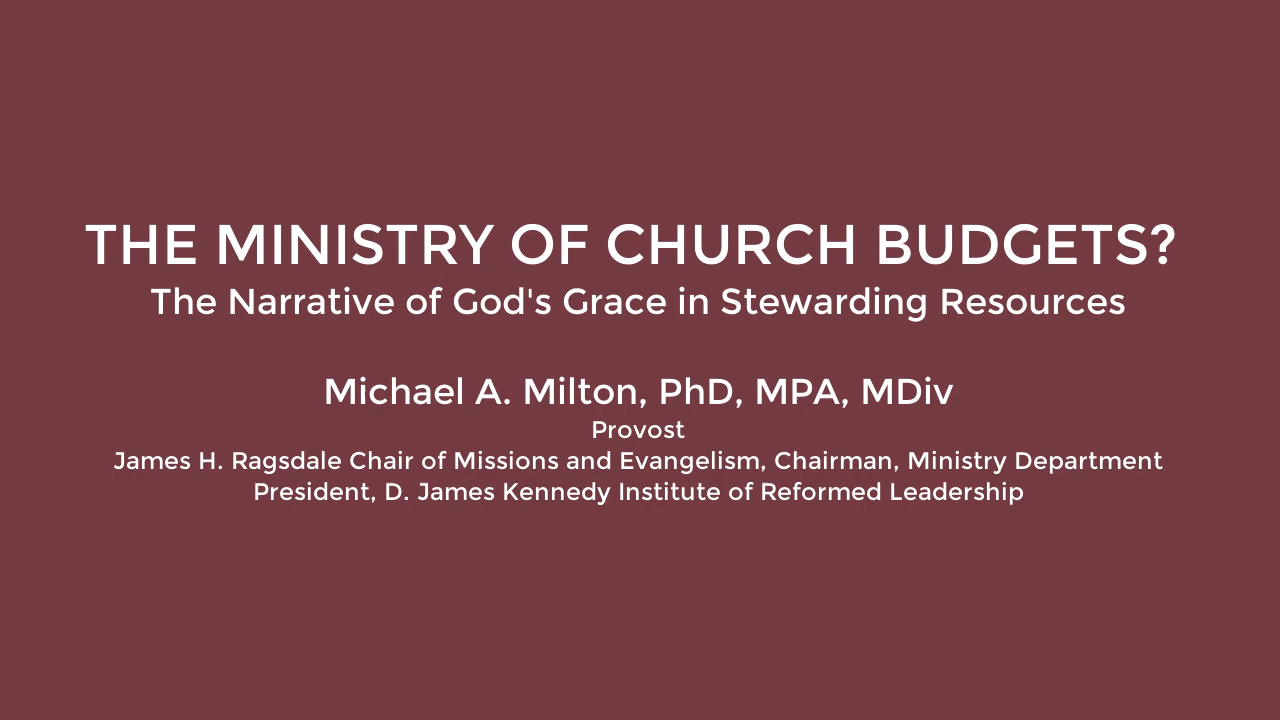 THE MINISTRY OF CHURCH BUDGETS?
The Narrative of God's Grace in Stewarding Resources
Michael A. Milton, PhD, MPA, MDiv
Provost
James H. Ragsdale Chair of Missions and Evangelism, Chairman, Ministry Department
President, D. James Kennedy Institute of Reformed Leadership